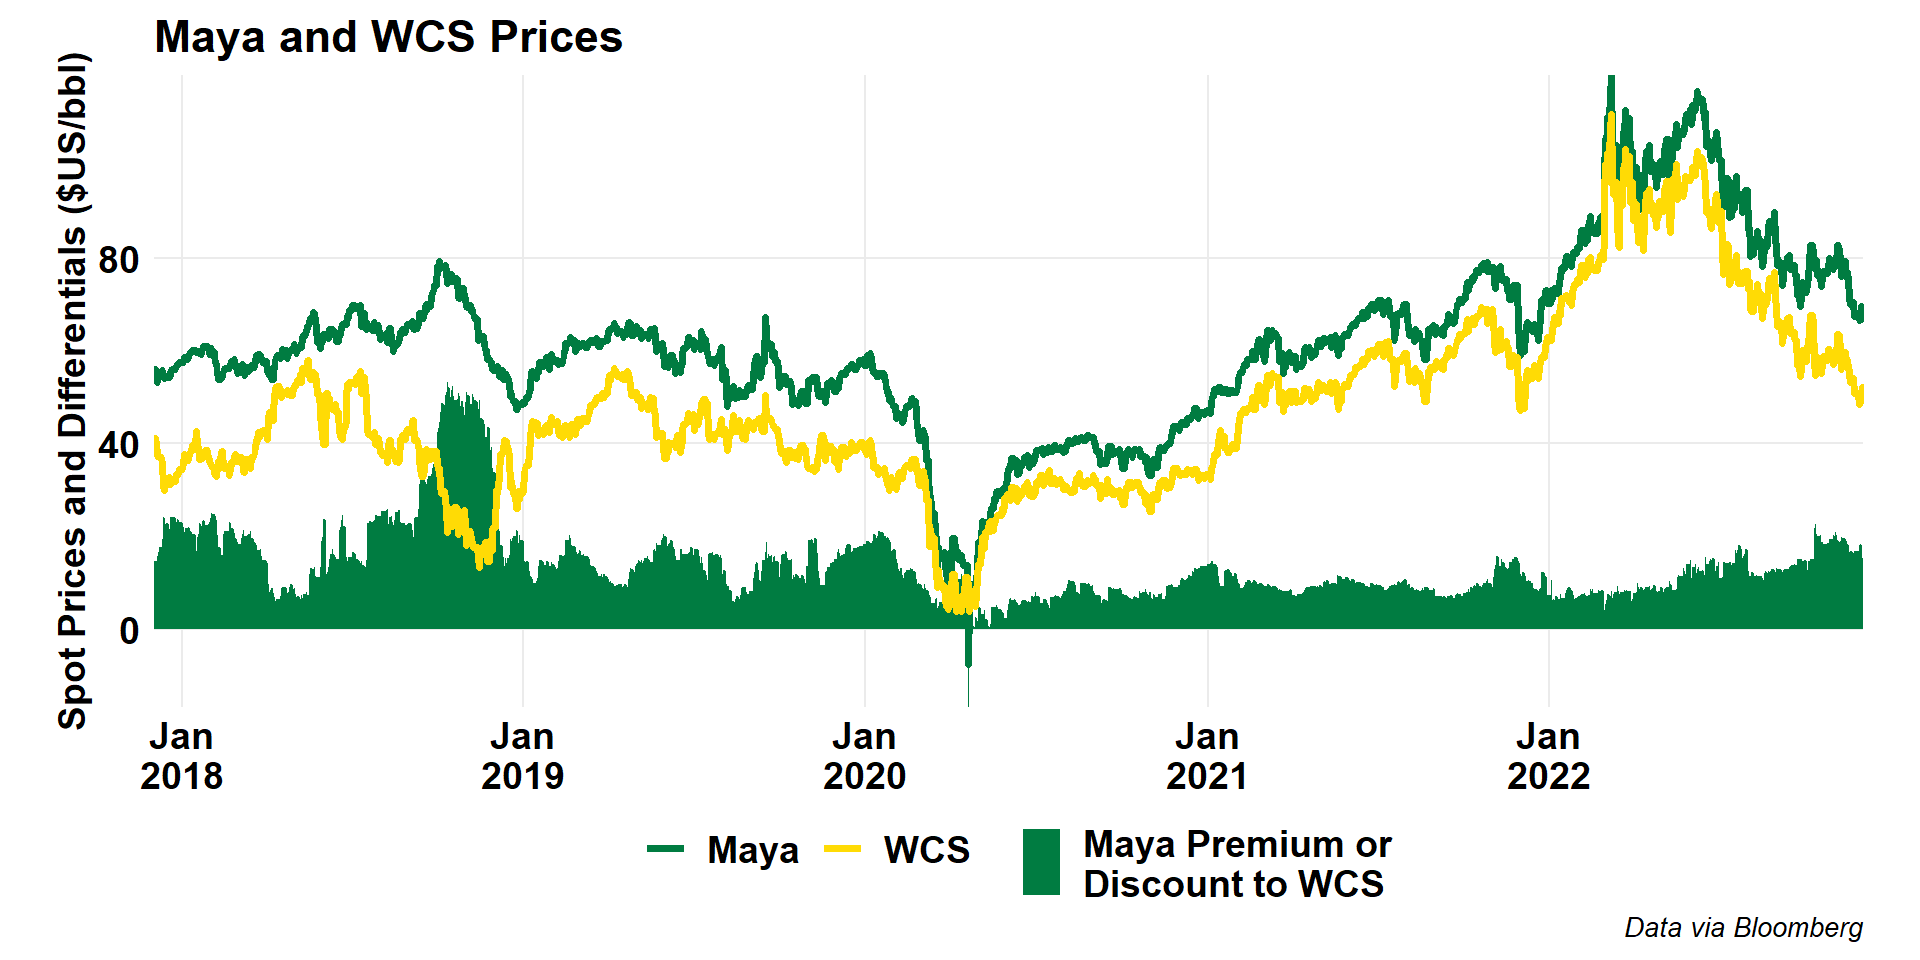 Maya and WCS Prices
Spot Prices and Differentials ($US/bbl)
80
40
0
Jan
2018
Jan
2019
Jan
2020
Jan
2021
Jan
2022
Maya
WCS
Maya Premium or
Discount to WCS
Data via Bloomberg